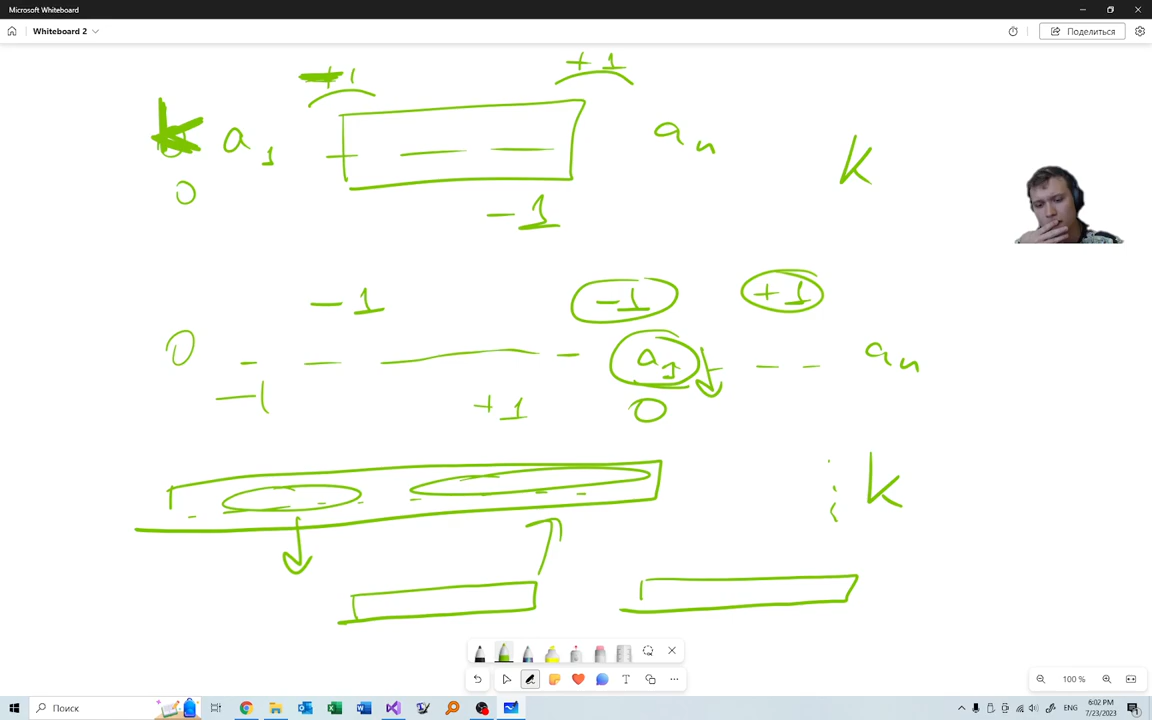 Microsoft Whiteboard
Whiteboard 2
Поделиться
+1
+1
a1
an
k
0
-1
-1
-1
+1
0
a1
an
-1
+1
0
k
100 %
Поиск
ENG
6:02 PM
7/23/2023